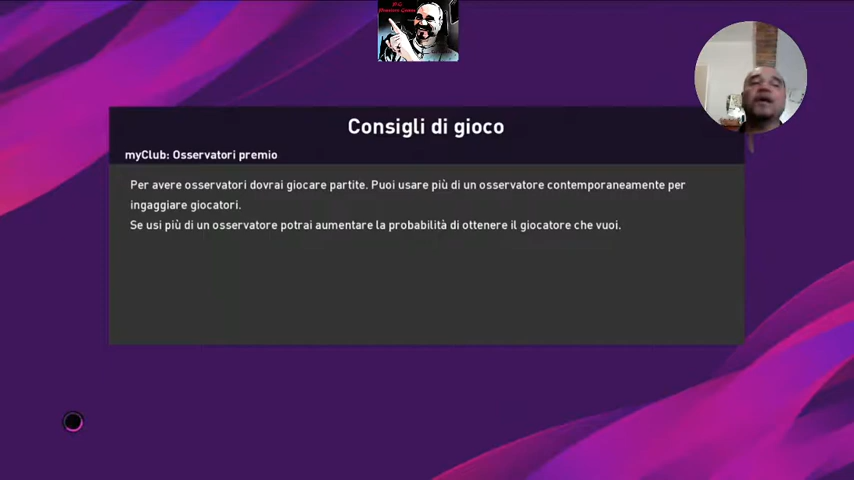 Consigli di gioco
myClub: Osservatori premio
Per avere osservatori dovrai giocare partite. Puoi usare più di un osservatore contemporaneamente per
ingaggiare giocatori.
Se usi più di un osservatore potrai aumentare la probabilità di ottenere il giocatore che vuoi.